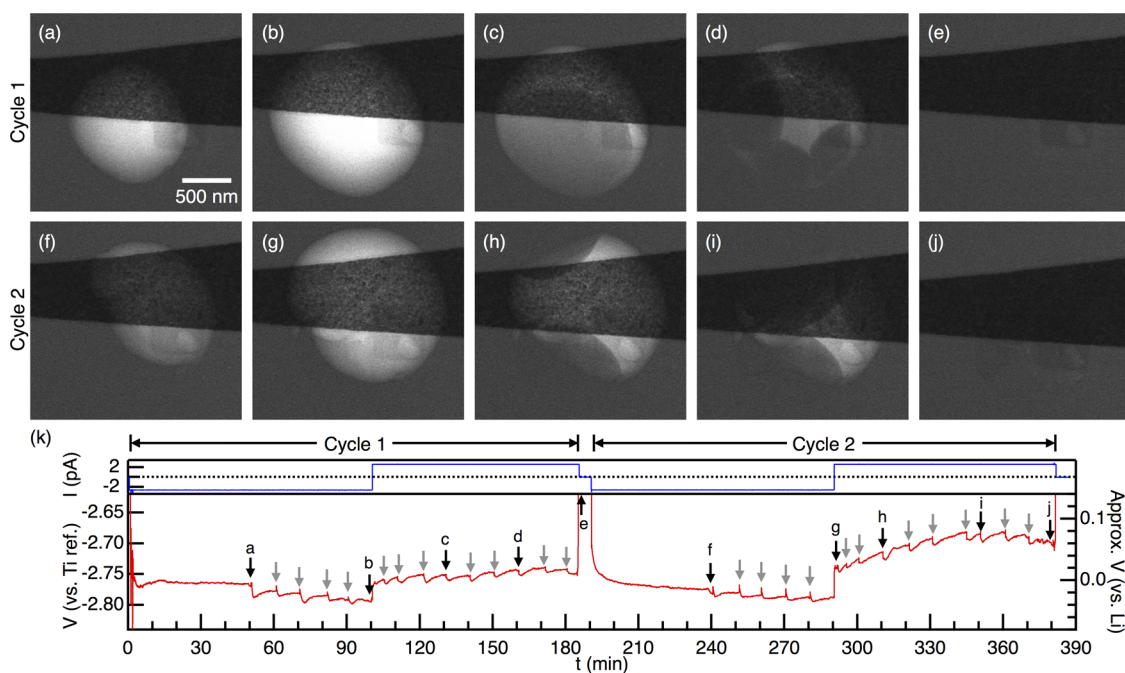 (a) (b) (c) (d) (e)
Cycle 1
500 nm
(f) (g) (h) (i) (j)
Cycle 2
(k)
Cycle 1 Cycle 2
I (pA)
2
-2
V (vs. Ti ref.)
-2.65
-2.70
-2.75
-2.80
a b c d e f g h i j
0.1
0.0
Approx. V (vs. Li)
0 30 60 90 120 150 180 210 240 270 300 330 360 390
t (min)